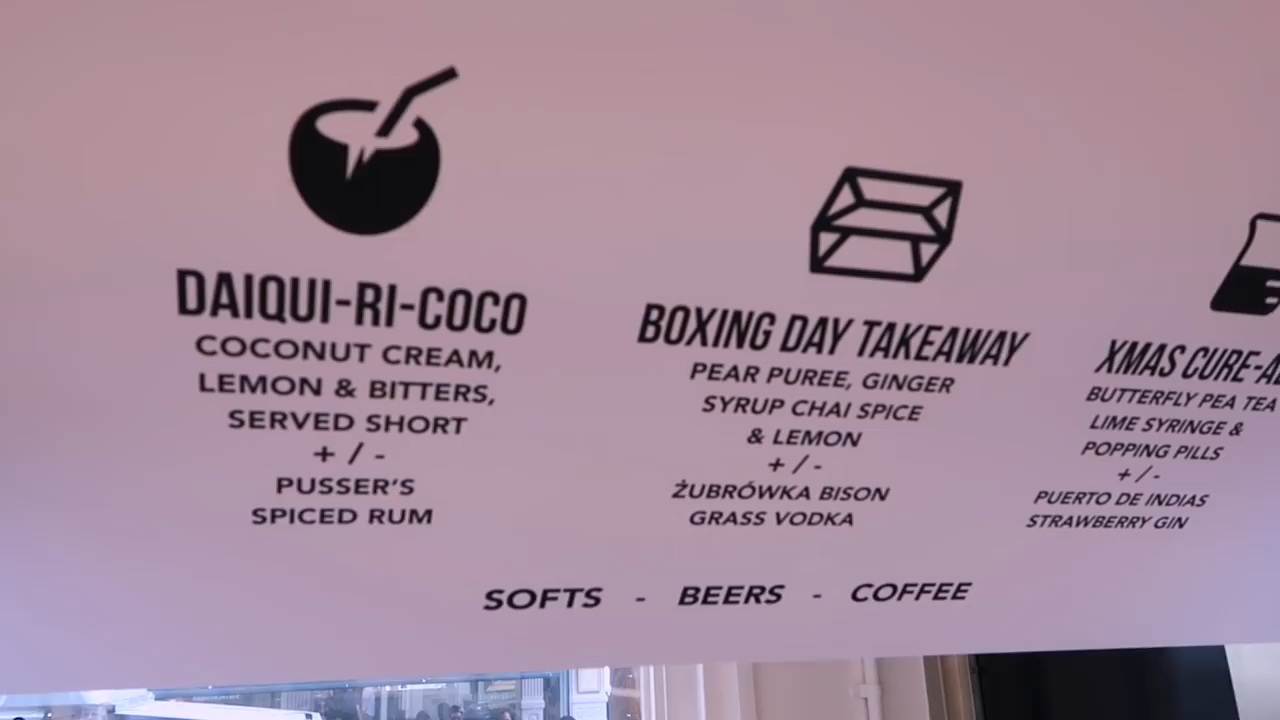 DAIQUI-RI-COCO
COCONUT CREAM,
LEMON & BITTERS,
SERVED SHORT
+ / -
PUSSER'S
SPICED RUM
BOXING DAY TAKEAWAY
PEAR PUREE, GINGER
SYRUP CHAI SPICE
& LEMON
+ / -
ŻUBRÓWKA BISON
GRASS VODKA
XMAS CURE-A
BUTTERFLY PEA TEA
LIME SYRINGE &
POPPING PILLS
+ / -
PUERTO DE INDIAS
STRAWBERRY GIN
SOFTS - BEERS - COFFEE